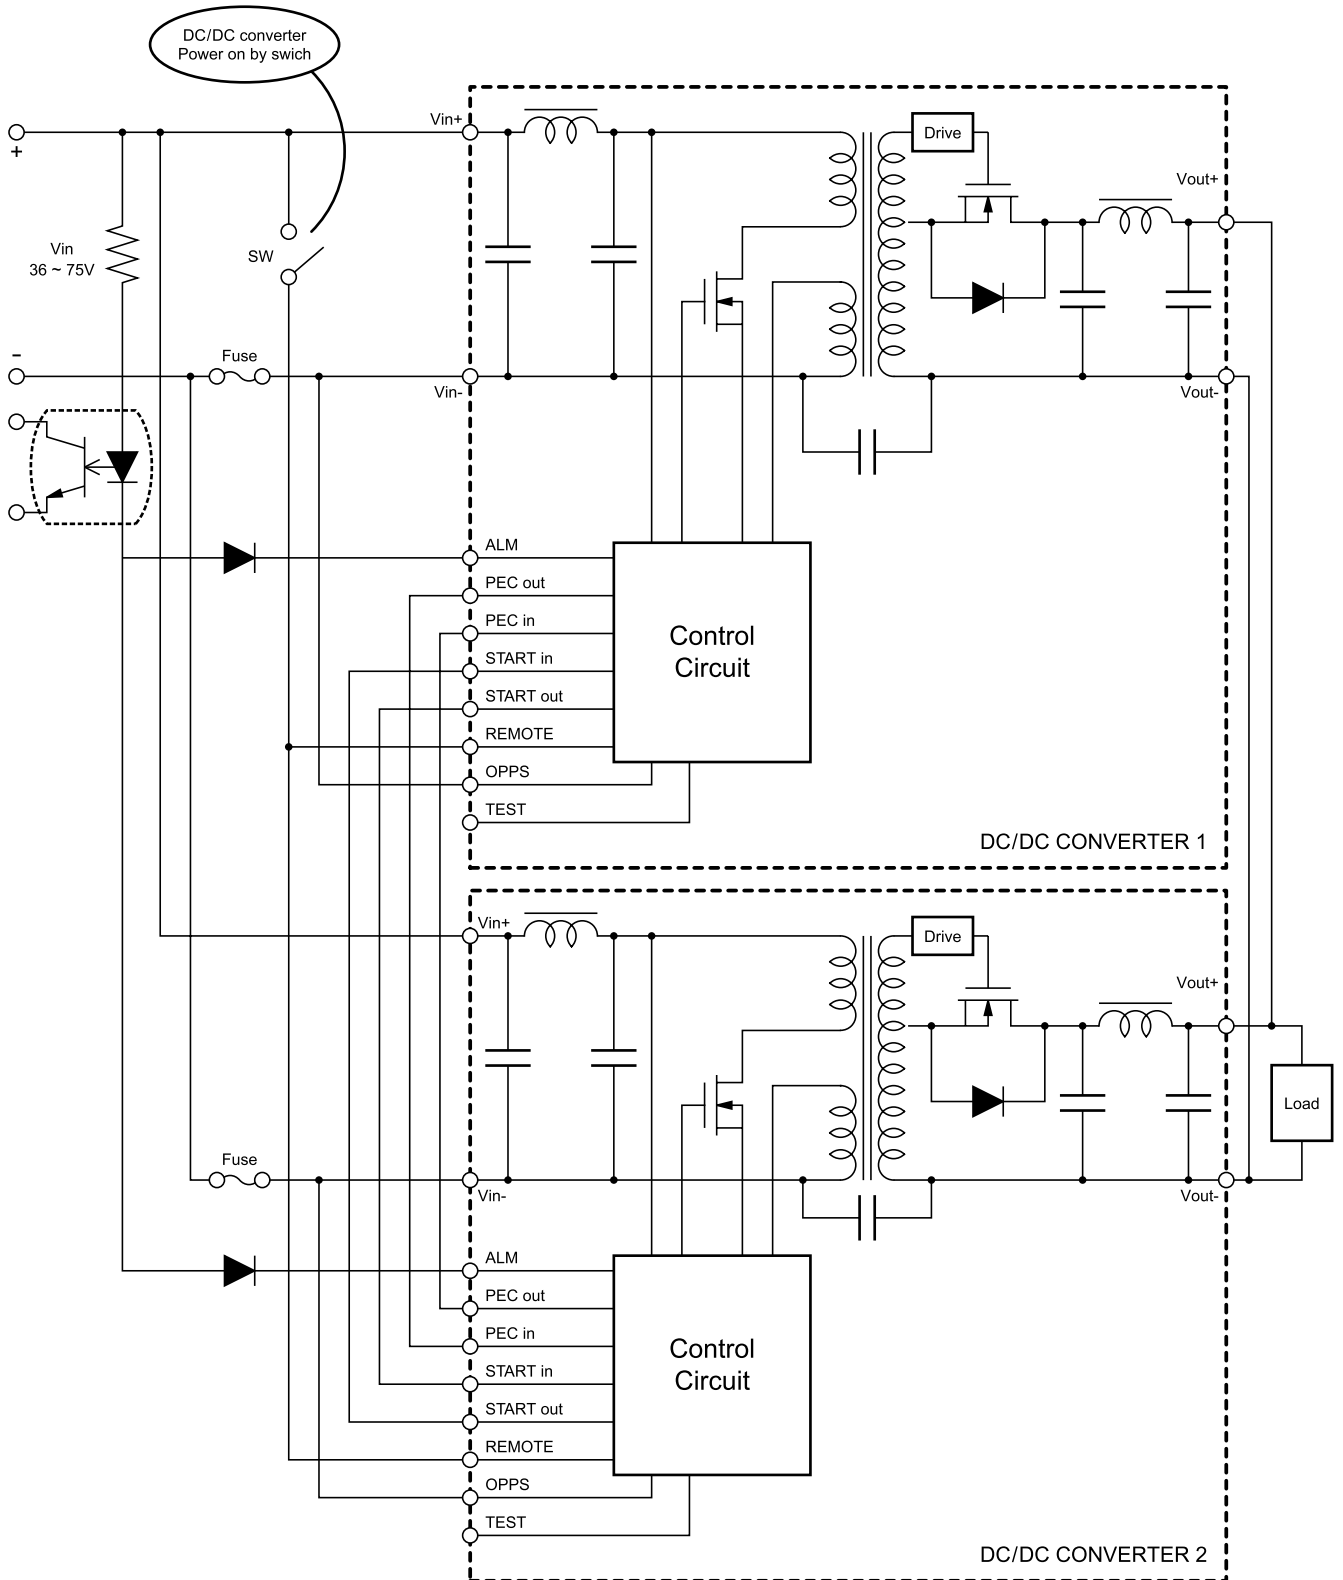 DC/DC converter
Power on by swich
+
Vin
36 ~ 75V
-
SW
Fuse
Vin+
Vin-
Drive
Vout+
Vout-
ALM
PEC out
PEC in
START in
START out
REMOTE
OPPS
TEST
Control
Circuit
DC/DC CONVERTER 1
Vin+
Drive
Vout+
Load
Fuse
Vin-
Vout-
ALM
PEC out
PEC in
START in
START out
REMOTE
OPPS
TEST
Control
Circuit
DC/DC CONVERTER 2